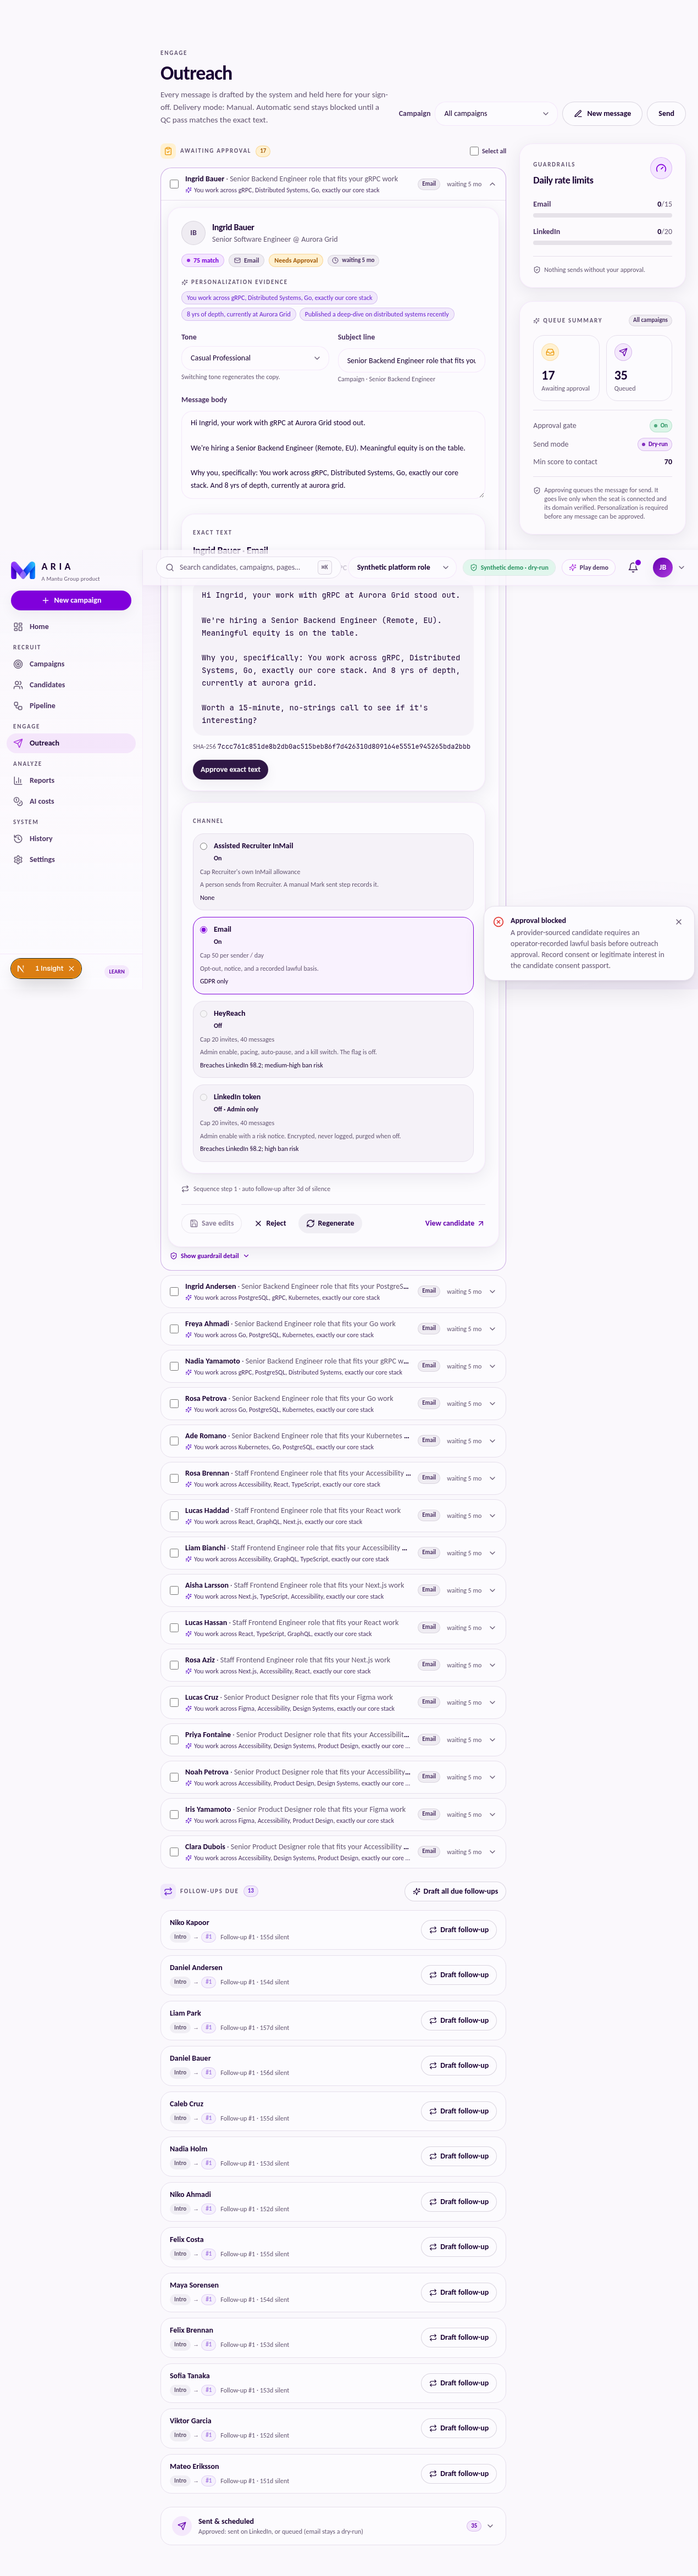 ENGAGE
Outreach
Every message is drafted by the system and held here for your sign-
off. Delivery mode: Manual. Automatic send stays blocked until a
QC pass matches the exact text.
Campaign
All campaigns
New message
Send
AWAITING APPROVAL 17
Select all
Ingrid Bauer · Senior Backend Engineer role that fits your gRPC work
You work across gRPC, Distributed Systems, Go, exactly our core stack
Email waiting 5 mo
IB
Ingrid Bauer
Senior Software Engineer @ Aurora Grid
75 match Email Needs Approval waiting 5 mo
PERSONALIZATION EVIDENCE
You work across gRPC, Distributed Systems, Go, exactly our core stack
8 yrs of depth, currently at Aurora Grid Published a deep-dive on distributed systems recently
Tone
Casual Professional
Switching tone regenerates the copy.
Subject line
Senior Backend Engineer role that fits you
Campaign · Senior Backend Engineer
Message body
Hi Ingrid, your work with gRPC at Aurora Grid stood out.
We're hiring a Senior Backend Engineer (Remote, EU). Meaningful equity is on the table.
Why you, specifically: You work across gRPC, Distributed Systems, Go, exactly our core
stack. And 8 yrs of depth, currently at aurora grid.
EXACT TEXT
Ingrid Bauer · Email
Hi Ingrid, your work with gRPC at Aurora Grid stood out.
We're hiring a Senior Backend Engineer (Remote, EU).
Meaningful equity is on the table.
Why you, specifically: You work across gRPC, Distributed
Systems, Go, exactly our core stack. And 8 yrs of depth,
currently at aurora grid.
Worth a 15-minute, no-strings call to see if it's
interesting?
SHA-256 7ccc761c851de8b2db0ac515beb86f7d426310d809164e5551e945265bda2bbb
Approve exact text
CHANNEL
Assisted Recruiter InMail
On
Cap Recruiter's own InMail allowance
A person sends from Recruiter. A manual Mark sent step records it.
None
Email
On
Cap 50 per sender / day
Opt-out, notice, and a recorded lawful basis.
GDPR only
HeyReach
Off
Cap 20 invites, 40 messages
Admin enable, pacing, auto-pause, and a kill switch. The flag is off.
Breaches LinkedIn §8.2; medium-high ban risk
LinkedIn token
Off · Admin only
Cap 20 invites, 40 messages
Admin enable with a risk notice. Encrypted, never logged, purged when off.
Breaches LinkedIn §8.2; high ban risk
Sequence step 1 · auto follow-up after 3d of silence
Save edits
Reject
Regenerate
View candidate
Show guardrail detail
Ingrid Andersen · Senior Backend Engineer role that fits your PostgreS...
You work across PostgreSQL, gRPC, Kubernetes, exactly our core stack
Email waiting 5 mo
Freya Ahmadi · Senior Backend Engineer role that fits your Go work
You work across Go, PostgreSQL, Kubernetes, exactly our core stack
Email waiting 5 mo
Nadia Yamamoto · Senior Backend Engineer role that fits your gRPC w...
You work across gRPC, PostgreSQL, Distributed Systems, exactly our core stack
Email waiting 5 mo
Rosa Petrova · Senior Backend Engineer role that fits your Go work
You work across Go, PostgreSQL, Kubernetes, exactly our core stack
Email waiting 5 mo
Ade Romano · Senior Backend Engineer role that fits your Kubernetes ...
You work across Kubernetes, Go, PostgreSQL, exactly our core stack
Email waiting 5 mo
Rosa Brennan · Staff Frontend Engineer role that fits your Accessibility ...
You work across Accessibility, React, TypeScript, exactly our core stack
Email waiting 5 mo
Lucas Haddad · Staff Frontend Engineer role that fits your React work
You work across React, GraphQL, Next.js, exactly our core stack
Email waiting 5 mo
Liam Bianchi · Staff Frontend Engineer role that fits your Accessibility ...
You work across Accessibility, GraphQL, TypeScript, exactly our core stack
Email waiting 5 mo
Aisha Larsson · Staff Frontend Engineer role that fits your Next.js work
You work across Next.js, TypeScript, Accessibility, exactly our core stack
Email waiting 5 mo
Lucas Hassan · Staff Frontend Engineer role that fits your React work
You work across React, TypeScript, GraphQL, exactly our core stack
Email waiting 5 mo
Rosa Aziz · Staff Frontend Engineer role that fits your Next.js work
You work across Next.js, Accessibility, React, exactly our core stack
Email waiting 5 mo
Lucas Cruz · Senior Product Designer role that fits your Figma work
You work across Figma, Accessibility, Design Systems, exactly our core stack
Email waiting 5 mo
Priya Fontaine · Senior Product Designer role that fits your Accessibilit...
You work across Accessibility, Design Systems, Product Design, exactly our core ...
Email waiting 5 mo
Noah Petrova · Senior Product Designer role that fits your Accessibility...
You work across Accessibility, Product Design, Design Systems, exactly our core ...
Email waiting 5 mo
Iris Yamamoto · Senior Product Designer role that fits your Figma work
You work across Figma, Accessibility, Product Design, exactly our core stack
Email waiting 5 mo
Clara Dubois · Senior Product Designer role that fits your Accessibility ...
You work across Accessibility, Design Systems, Product Design, exactly our core ...
Email waiting 5 mo
FOLLOW-UPS DUE 13
Draft all due follow-ups
Niko Kapoor
Intro → #1 Follow-up #1 · 155d silent
Draft follow-up
Daniel Andersen
Intro → #1 Follow-up #1 · 154d silent
Draft follow-up
Liam Park
Intro → #1 Follow-up #1 · 157d silent
Draft follow-up
Daniel Bauer
Intro → #1 Follow-up #1 · 156d silent
Draft follow-up
Caleb Cruz
Intro → #1 Follow-up #1 · 155d silent
Draft follow-up
Nadia Holm
Intro → #1 Follow-up #1 · 153d silent
Draft follow-up
Niko Ahmadi
Intro → #1 Follow-up #1 · 152d silent
Draft follow-up
Felix Costa
Intro → #1 Follow-up #1 · 155d silent
Draft follow-up
Maya Sorensen
Intro → #1 Follow-up #1 · 154d silent
Draft follow-up
Felix Brennan
Intro → #1 Follow-up #1 · 153d silent
Draft follow-up
Sofia Tanaka
Intro → #1 Follow-up #1 · 153d silent
Draft follow-up
Viktor Garcia
Intro → #1 Follow-up #1 · 152d silent
Draft follow-up
Mateo Eriksson
Intro → #1 Follow-up #1 · 151d silent
Draft follow-up
Sent & scheduled
Approved: sent on LinkedIn, or queued (email stays a dry-run)
35
GUARDRAILS
Daily rate limits
Email 0/15
LinkedIn 0/20
Nothing sends without your approval.
QUEUE SUMMARY All campaigns
17
Awaiting approval
35
Queued
Approval gate On
Send mode Dry-run
Min score to contact 70
Approving queues the message for send. It
goes live only when the seat is connected and
its domain verified. Personalization is required
before any message can be approved.
ARIA
A Mantu Group product
New campaign
Home
RECRUIT
Campaigns
Candidates
Pipeline
ENGAGE
Outreach
ANALYZE
Reports
AI costs
SYSTEM
History
Settings
1 Insight
LEARN
Search candidates, campaigns, pages... ⌘K
Synthetic platform role
Synthetic demo · dry-run
Play demo
JB
Approval blocked
A provider-sourced candidate requires an
operator-recorded lawful basis before outreach
approval. Record consent or legitimate interest in
the candidate consent passport.